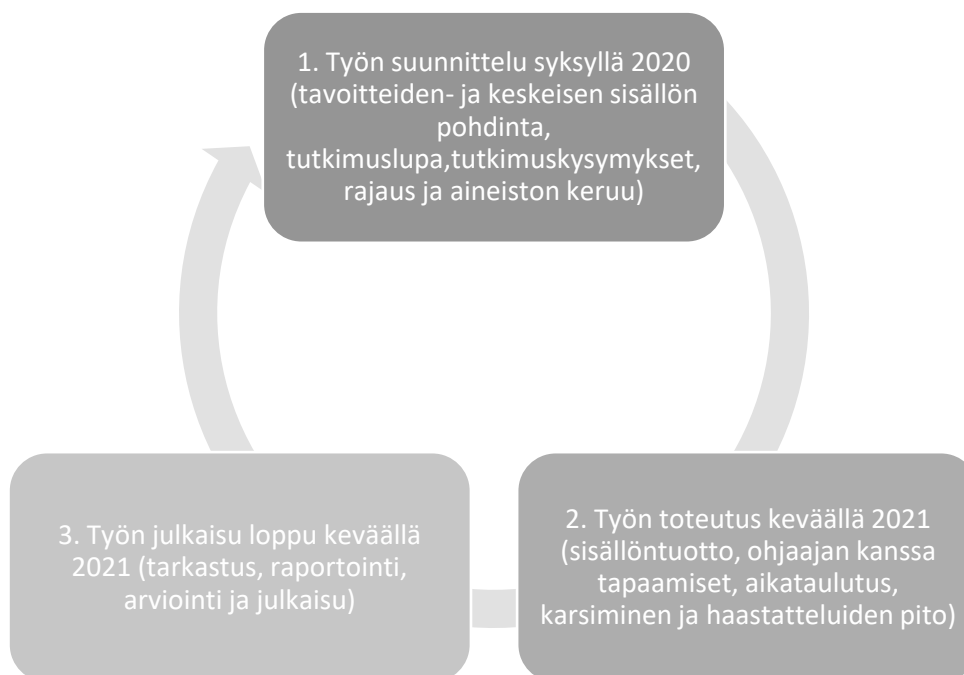 1. Työn suunnittelu syksyllä 2020
(tavoitteiden- ja keskeisen sisällön
pohdinta,
tutkimuslupa,tutkimuskysymykset,
rajaus ja aineiston keruu)
2. Työn toteutus keväällä 2021
(sisällöntuotto, ohjaajan kanssa
tapaamiset, aikataulutus,
karsiminen ja haastatteluiden pito)
3. Työn julkaisu loppu keväällä
2021 (tarkastus, raportointi,
arviointi ja julkaisu)